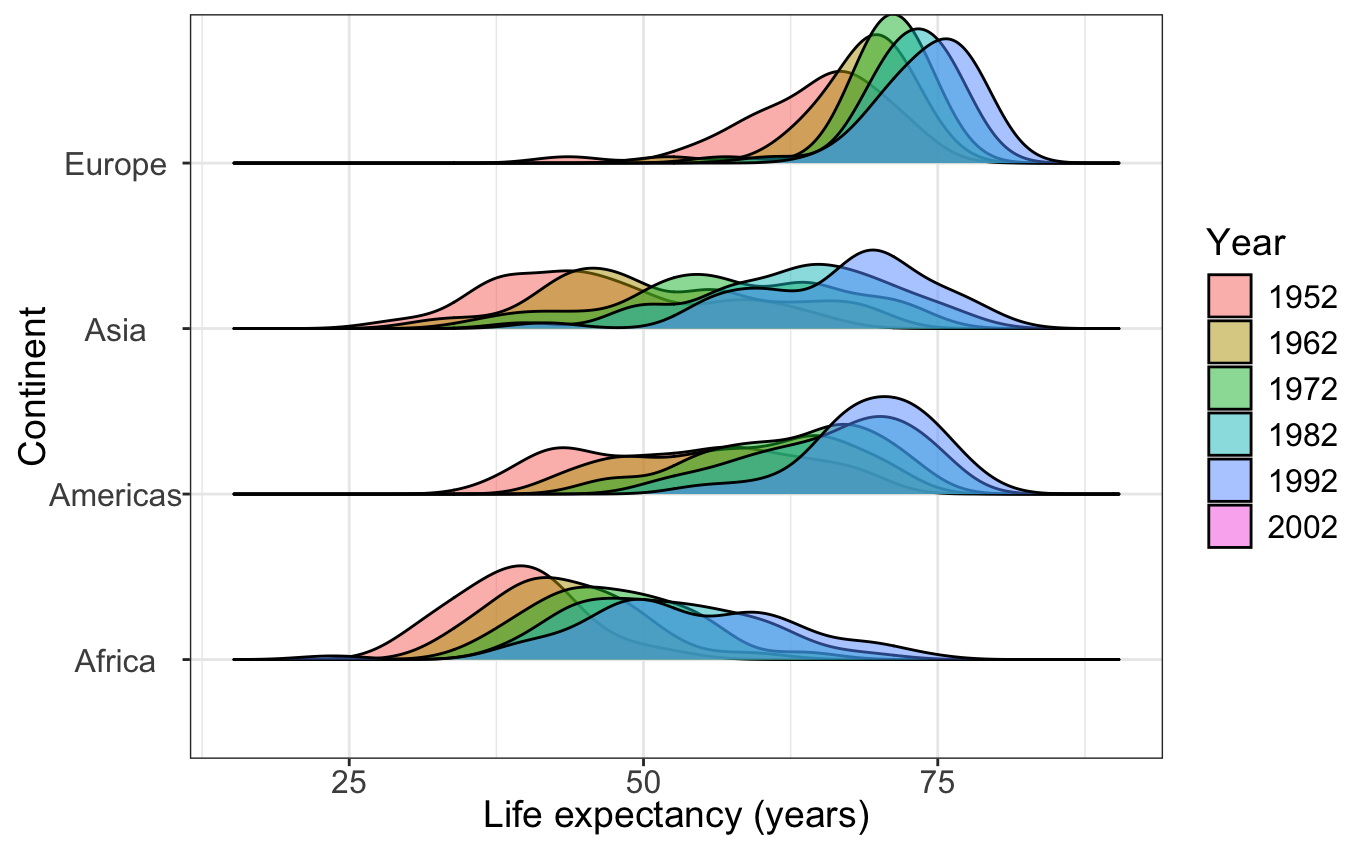 Europe
Asia
Americas
Africa
Continent
25 50 75
Life expectancy (years)
Year
1952
1962
1972
1982
1992
2002